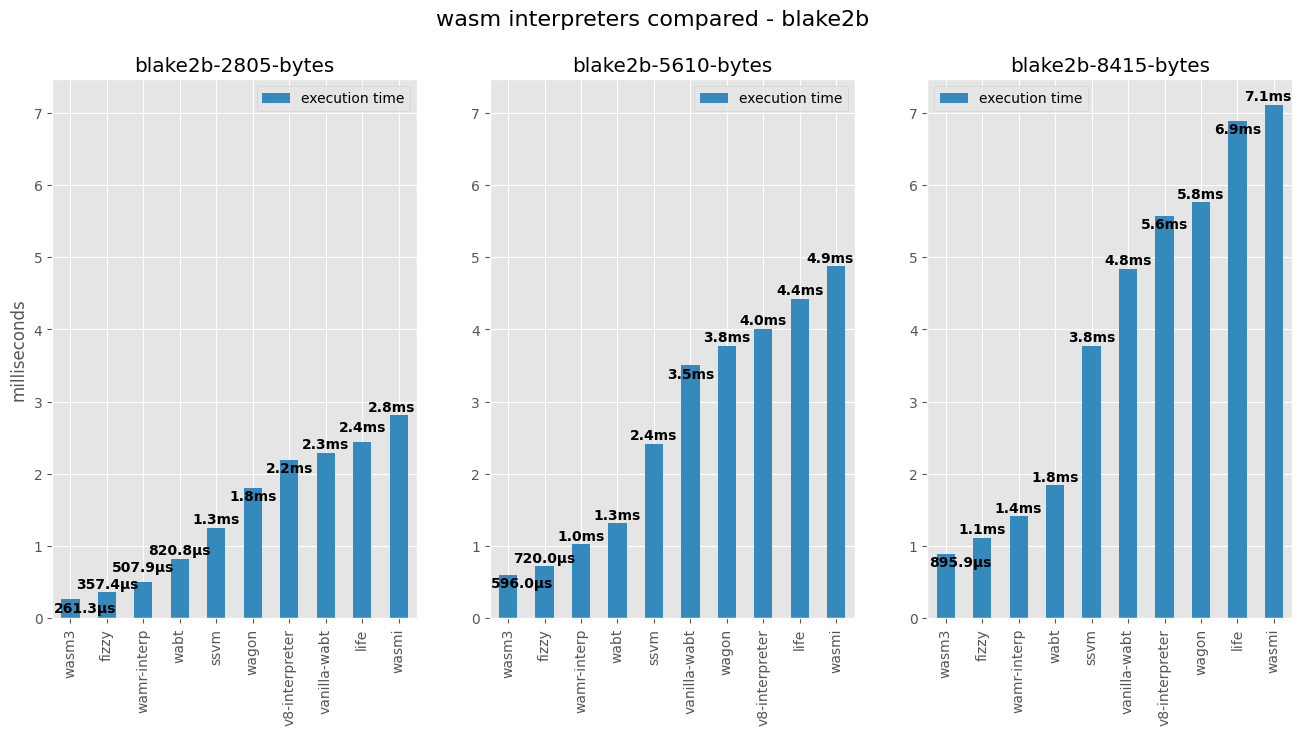 wasm interpreters compared - blake2b
blake2b-2805-bytes
execution time
milliseconds
7
6
5
4
3
2
1
0
261.3µs
357.4µs
507.9µs
820.8µs
1.3ms
1.8ms
2.2ms
2.3ms
2.4ms
2.8ms
wasm3
fizzy
wamr-interp
wabt
ssvm
wagon
v8-interpreter
vanilla-wabt
life
wasmi
blake2b-5610-bytes
execution time
7
6
5
4
3
2
1
0
596.0µs
720.0µs
1.0ms
1.3ms
2.4ms
3.5ms
3.8ms
4.0ms
4.4ms
4.9ms
wasm3
fizzy
wamr-interp
wabt
ssvm
vanilla-wabt
wagon
v8-interpreter
life
wasmi
blake2b-8415-bytes
execution time
7
6
5
4
3
2
1
0
895.9µs
1.1ms
1.4ms
1.8ms
3.8ms
4.8ms
5.6ms
5.8ms
6.9ms
7.1ms
wasm3
fizzy
wamr-interp
wabt
ssvm
vanilla-wabt
v8-interpreter
wagon
life
wasmi